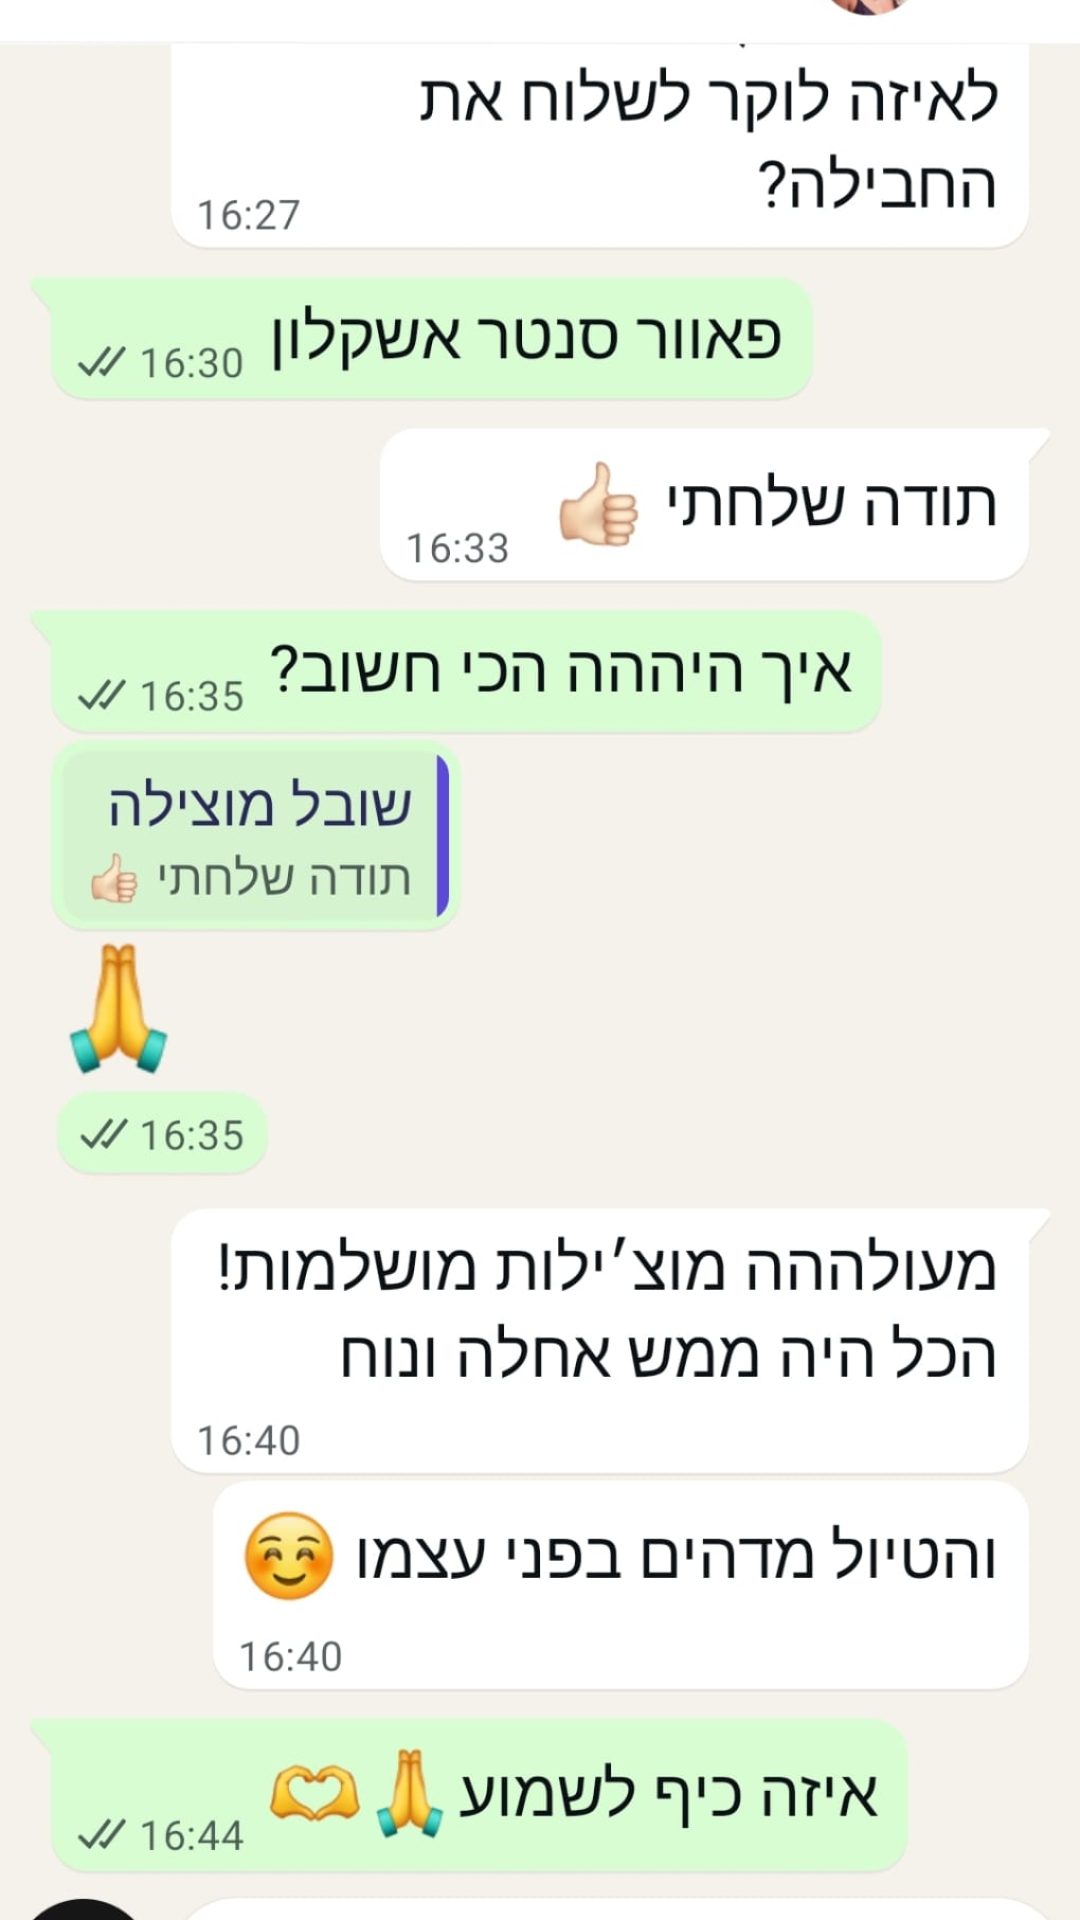 לאיזה לוקר לשלוח את
החבילה?
16:27
פאוור סנטר אשקלון
16:30
תודה שלחתי 👍🏻
16:33
איך היההה הכי חשוב?
16:35
שובל מוצילה
תודה שלחתי 👍🏻
🙏
16:35
מעולההה מוצ׳ילות מושלמות!
הכל היה ממש אחלה ונוח
16:40
והטיול מדהים בפני עצמו ☺️
16:40
איזה כיף לשמוע 🙏🫶
16:44